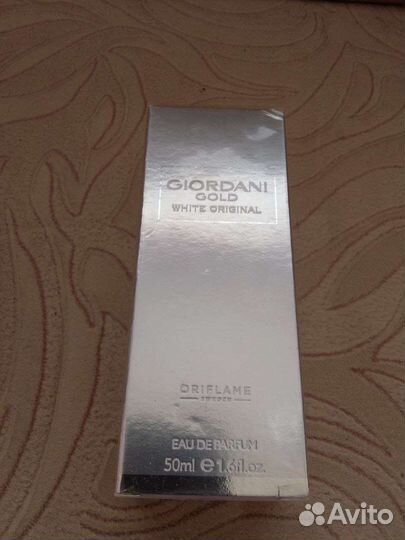 GIORDANI
GOLD
WHITE ORIGINAL
ORIFLAME
SWEDEN
EAU DE PARFUM
50ml e 1.6fl.oz.
Avito